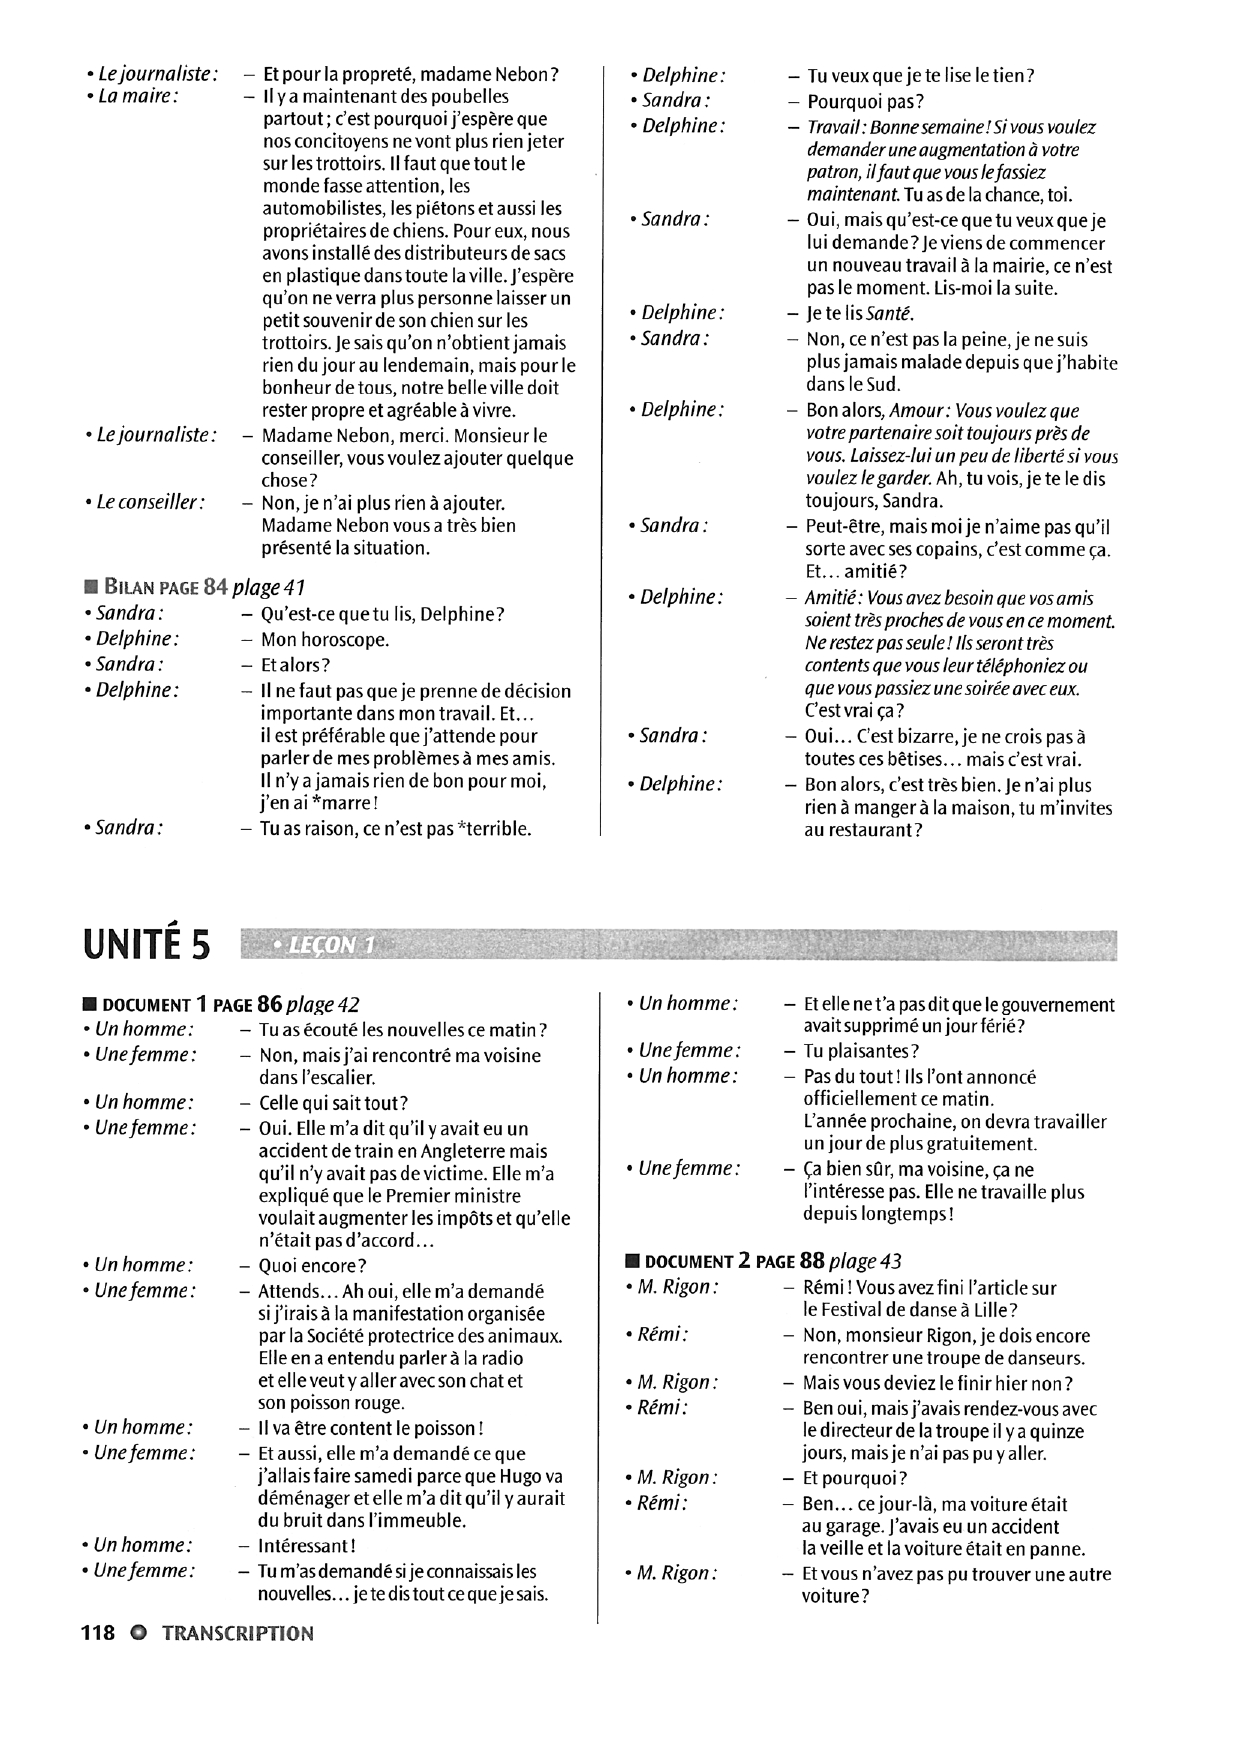 • Le journaliste : – Et pour la propreté, madame Nebon ?
• La maire : – Il y a maintenant des poubelles
partout ; c'est pourquoi j'espère que
nos concitoyens ne vont plus rien jeter
sur les trottoirs. Il faut que tout le
monde fasse attention, les
automobilistes, les piétons et aussi les
propriétaires de chiens. Pour eux, nous
avons installé des distributeurs de sacs
en plastique dans toute la ville. J'espère
qu'on ne verra plus personne laisser un
petit souvenir de son chien sur les
trottoirs. Je sais qu'on n'obtient jamais
rien du jour au lendemain, mais pour le
bonheur de tous, notre belle ville doit
rester propre et agréable à vivre.
• Le journaliste : – Madame Nebon, merci. Monsieur le
conseiller, vous voulez ajouter quelque
chose ?
• Le conseiller : – Non, je n'ai plus rien à ajouter.
Madame Nebon vous a très bien
présenté la situation.
■ BILAN PAGE 84 plage 41
• Sandra : – Qu'est-ce que tu lis, Delphine ?
• Delphine : – Mon horoscope.
• Sandra : – Et alors ?
• Delphine : – Il ne faut pas que je prenne de décision
importante dans mon travail. Et...
il est préférable que j'attende pour
parler de mes problèmes à mes amis.
Il n'y a jamais rien de bon pour moi,
j'en ai *marre !
• Sandra : – Tu as raison, ce n'est pas *terrible.
• Delphine : – Tu veux que je te lise le tien ?
• Sandra : – Pourquoi pas ?
• Delphine : – Travail : Bonne semaine ! Si vous voulez
demander une augmentation à votre
patron, il faut que vous le fassiez
maintenant. Tu as de la chance, toi.
• Sandra : – Oui, mais qu'est-ce que tu veux que je
lui demande ? Je viens de commencer
un nouveau travail à la mairie, ce n'est
pas le moment. Lis-moi la suite.
• Delphine : – Je te lis Santé.
• Sandra : – Non, ce n'est pas la peine, je ne suis
plus jamais malade depuis que j'habite
dans le Sud.
• Delphine : – Bon alors, Amour : Vous voulez que
votre partenaire soit toujours près de
vous. Laissez-lui un peu de liberté si vous
voulez le garder. Ah, tu vois, je te le dis
toujours, Sandra.
• Sandra : – Peut-être, mais moi je n'aime pas qu'il
sorte avec ses copains, c'est comme ça.
Et... amitié ?
• Delphine : – Amitié : Vous avez besoin que vos amis
soient très proches de vous en ce moment.
Ne restez pas seule ! Ils seront très
contents que vous leur téléphoniez ou
que vous passiez une soirée avec eux.
C'est vrai ça ?
• Sandra : – Oui... C'est bizarre, je ne crois pas à
toutes ces bêtises... mais c'est vrai.
• Delphine : – Bon alors, c'est très bien. Je n'ai plus
rien à manger à la maison, tu m'invites
au restaurant ?
UNITÉ 5 • LEÇON 1
■ DOCUMENT 1 PAGE 86 plage 42
• Un homme : – Tu as écouté les nouvelles ce matin ?
• Une femme : – Non, mais j'ai rencontré ma voisine
dans l'escalier.
• Un homme : – Celle qui sait tout ?
• Une femme : – Oui. Elle m'a dit qu'il y avait eu un
accident de train en Angleterre mais
qu'il n'y avait pas de victime. Elle m'a
expliqué que le Premier ministre
voulait augmenter les impôts et qu'elle
n'était pas d'accord...
• Un homme : – Quoi encore ?
• Une femme : – Attends... Ah oui, elle m'a demandé
si j'irais à la manifestation organisée
par la Société protectrice des animaux.
Elle en a entendu parler à la radio
et elle veut y aller avec son chat et
son poisson rouge.
• Un homme : – Il va être content le poisson !
• Une femme : – Et aussi, elle m'a demandé ce que
j'allais faire samedi parce que Hugo va
déménager et elle m'a dit qu'il y aurait
du bruit dans l'immeuble.
• Un homme : – Intéressant !
• Une femme : – Tu m'as demandé si je connaissais les
nouvelles... je te dis tout ce que je sais.
• Un homme : – Et elle ne t'a pas dit que le gouvernement
avait supprimé un jour férié ?
• Une femme : – Tu plaisantes ?
• Un homme : – Pas du tout ! Ils l'ont annoncé
officiellement ce matin.
L'année prochaine, on devra travailler
un jour de plus gratuitement.
• Une femme : – Ça bien sûr, ma voisine, ça ne
l'intéresse pas. Elle ne travaille plus
depuis longtemps !
■ DOCUMENT 2 PAGE 88 plage 43
• M. Rigon : – Rémi ! Vous avez fini l'article sur
le Festival de danse à Lille ?
• Rémi : – Non, monsieur Rigon, je dois encore
rencontrer une troupe de danseurs.
• M. Rigon : – Mais vous deviez le finir hier non ?
• Rémi : – Ben oui, mais j'avais rendez-vous avec
le directeur de la troupe il y a quinze
jours, mais je n'ai pas pu y aller.
• M. Rigon : – Et pourquoi ?
• Rémi : – Ben... ce jour-là, ma voiture était
au garage. J'avais eu un accident
la veille et la voiture était en panne.
• M. Rigon : – Et vous n'avez pas pu trouver une autre
voiture ?
118 TRANSCRIPTION